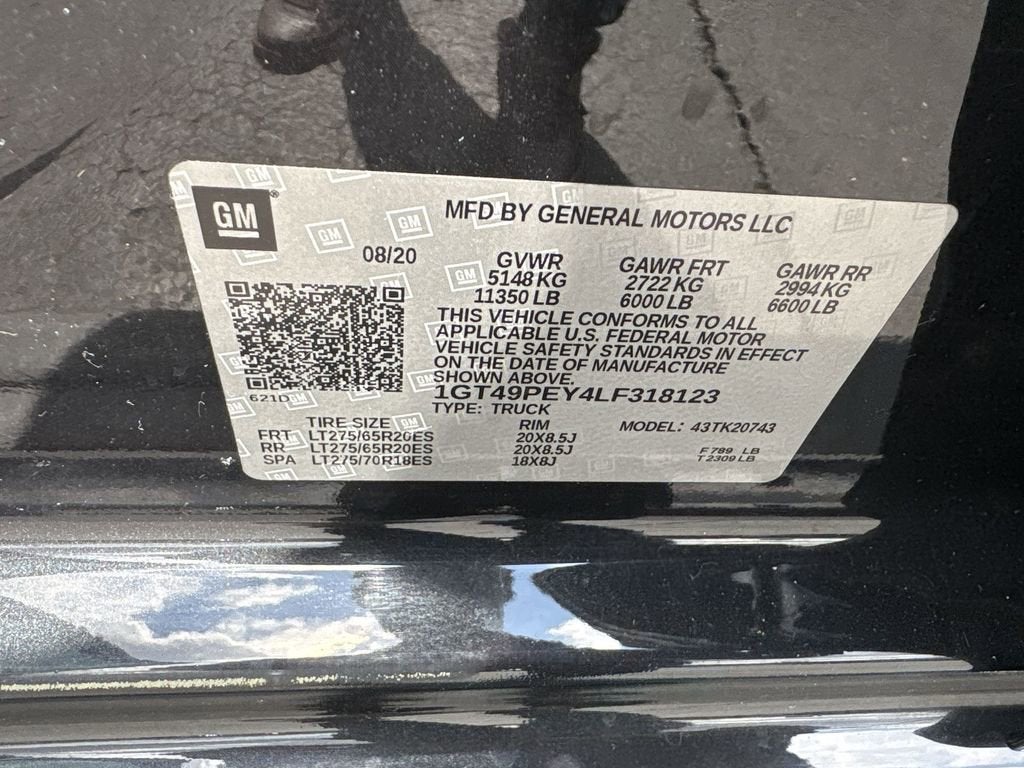 GM
MFD BY GENERAL MOTORS LLC
08/20
GVWR GAWR FRT GAWR RR
5148 KG 2722 KG 2994 KG
11350 LB 6000 LB 6600 LB
THIS VEHICLE CONFORMS TO ALL
APPLICABLE U.S. FEDERAL MOTOR
VEHICLE SAFETY STANDARDS IN EFFECT
ON THE DATE OF MANUFACTURE
SHOWN ABOVE.
621D
1GT49PEY4LF318123
TYPE: TRUCK MODEL: 43TK20743
TIRE SIZE RIM
FRT LT275/65R20ES 20X8.5J
RR LT275/65R20ES 20X8.5J
SPA LT275/70R18ES 18X8J
F 789 LB
T 2309 LB